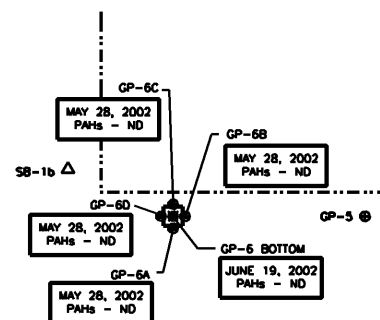 GP-6C
MAY 28, 2002
PAHs - ND
GP-6B
MAY 28, 2002
PAHs - ND
SB-1b
GP-6D
GP-5
MAY 28, 2002
PAHs - ND
GP-6 BOTTOM
JUNE 19, 2002
PAHs - ND
GP-6A
MAY 28, 2002
PAHs - ND